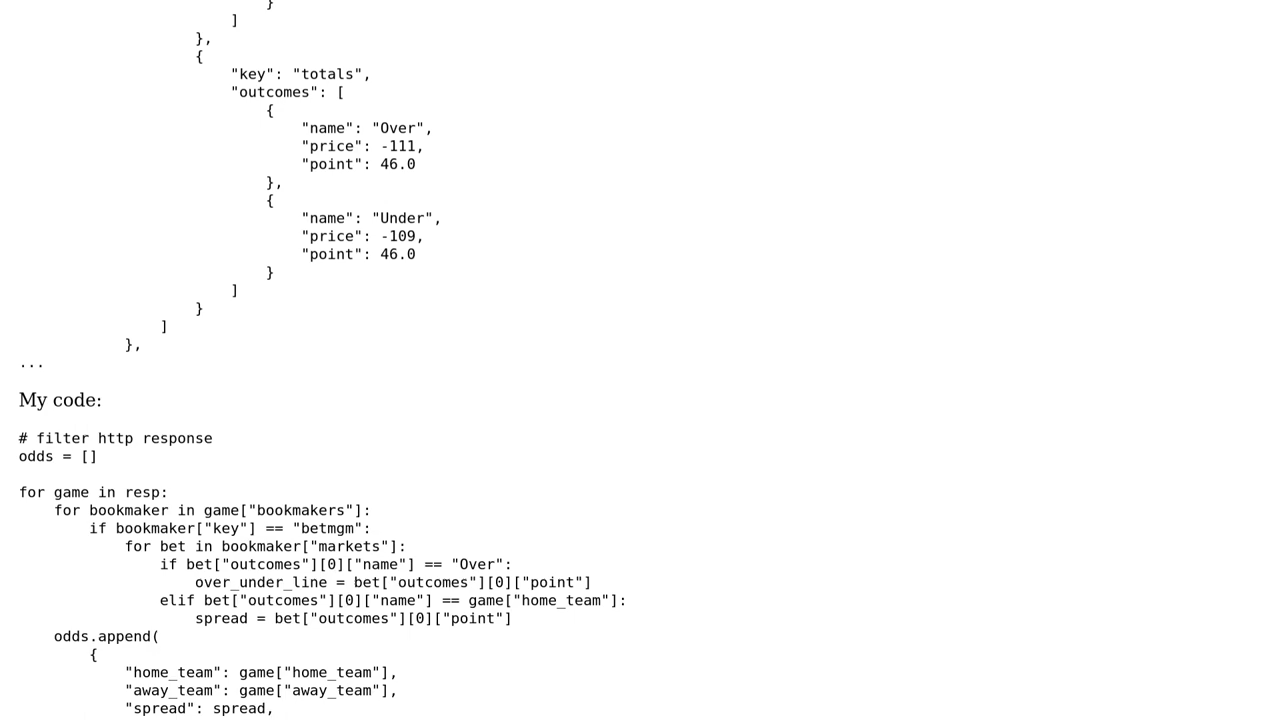 }
                        ]
                    },
                    {
                        "key": "totals",
                        "outcomes": [
                            {
                                "name": "Over",
                                "price": -111,
                                "point": 46.0
                            },
                            {
                                "name": "Under",
                                "price": -109,
                                "point": 46.0
                            }
                        ]
                    }
                ]
            },
...
My code:
# filter http response
odds = []

for game in resp:
    for bookmaker in game["bookmakers"]:
        if bookmaker["key"] == "betmgm":
            for bet in bookmaker["markets"]:
                if bet["outcomes"][0]["name"] == "Over":
                    over_under_line = bet["outcomes"][0]["point"]
                elif bet["outcomes"][0]["name"] == game["home_team"]:
                    spread = bet["outcomes"][0]["point"]
    odds.append(
        {
            "home_team": game["home_team"],
            "away_team": game["away_team"],
            "spread": spread,